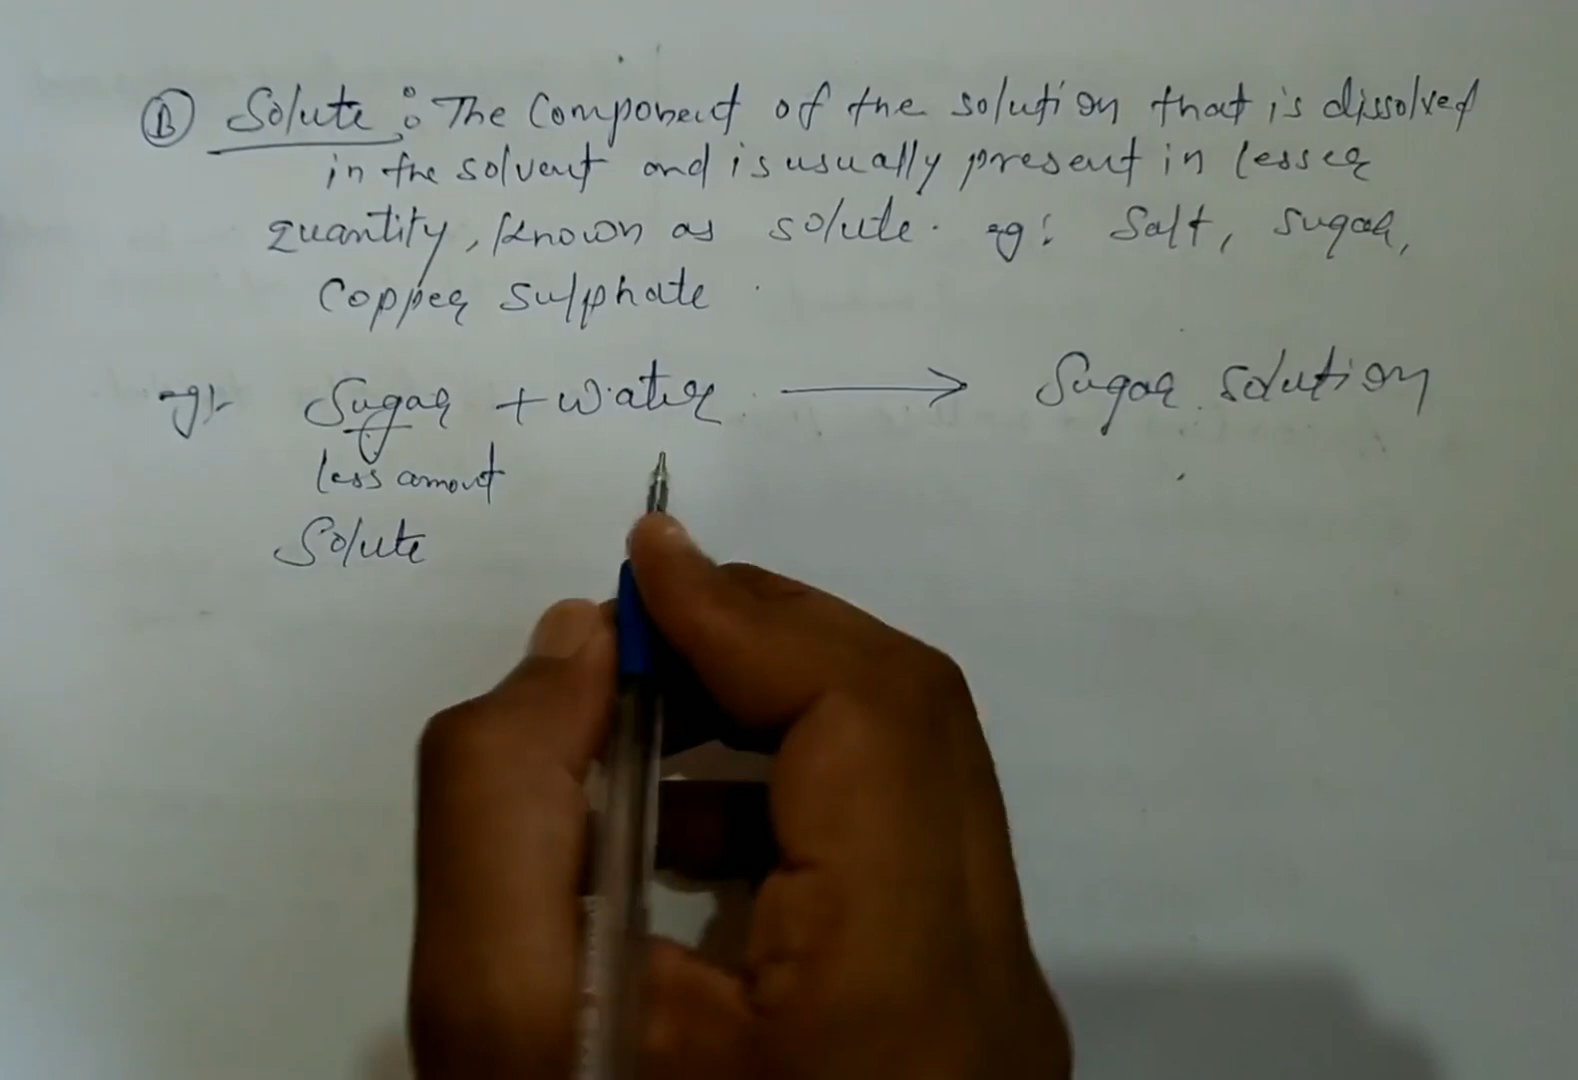 B Solute : The component of the solution that is dissolved
in the solvent and is usually present in lesser
quantity, known as solute. eg: Salt, sugar,
Copper sulphate
eg:- Sugar + water → Sugar solution
less amount
Solute